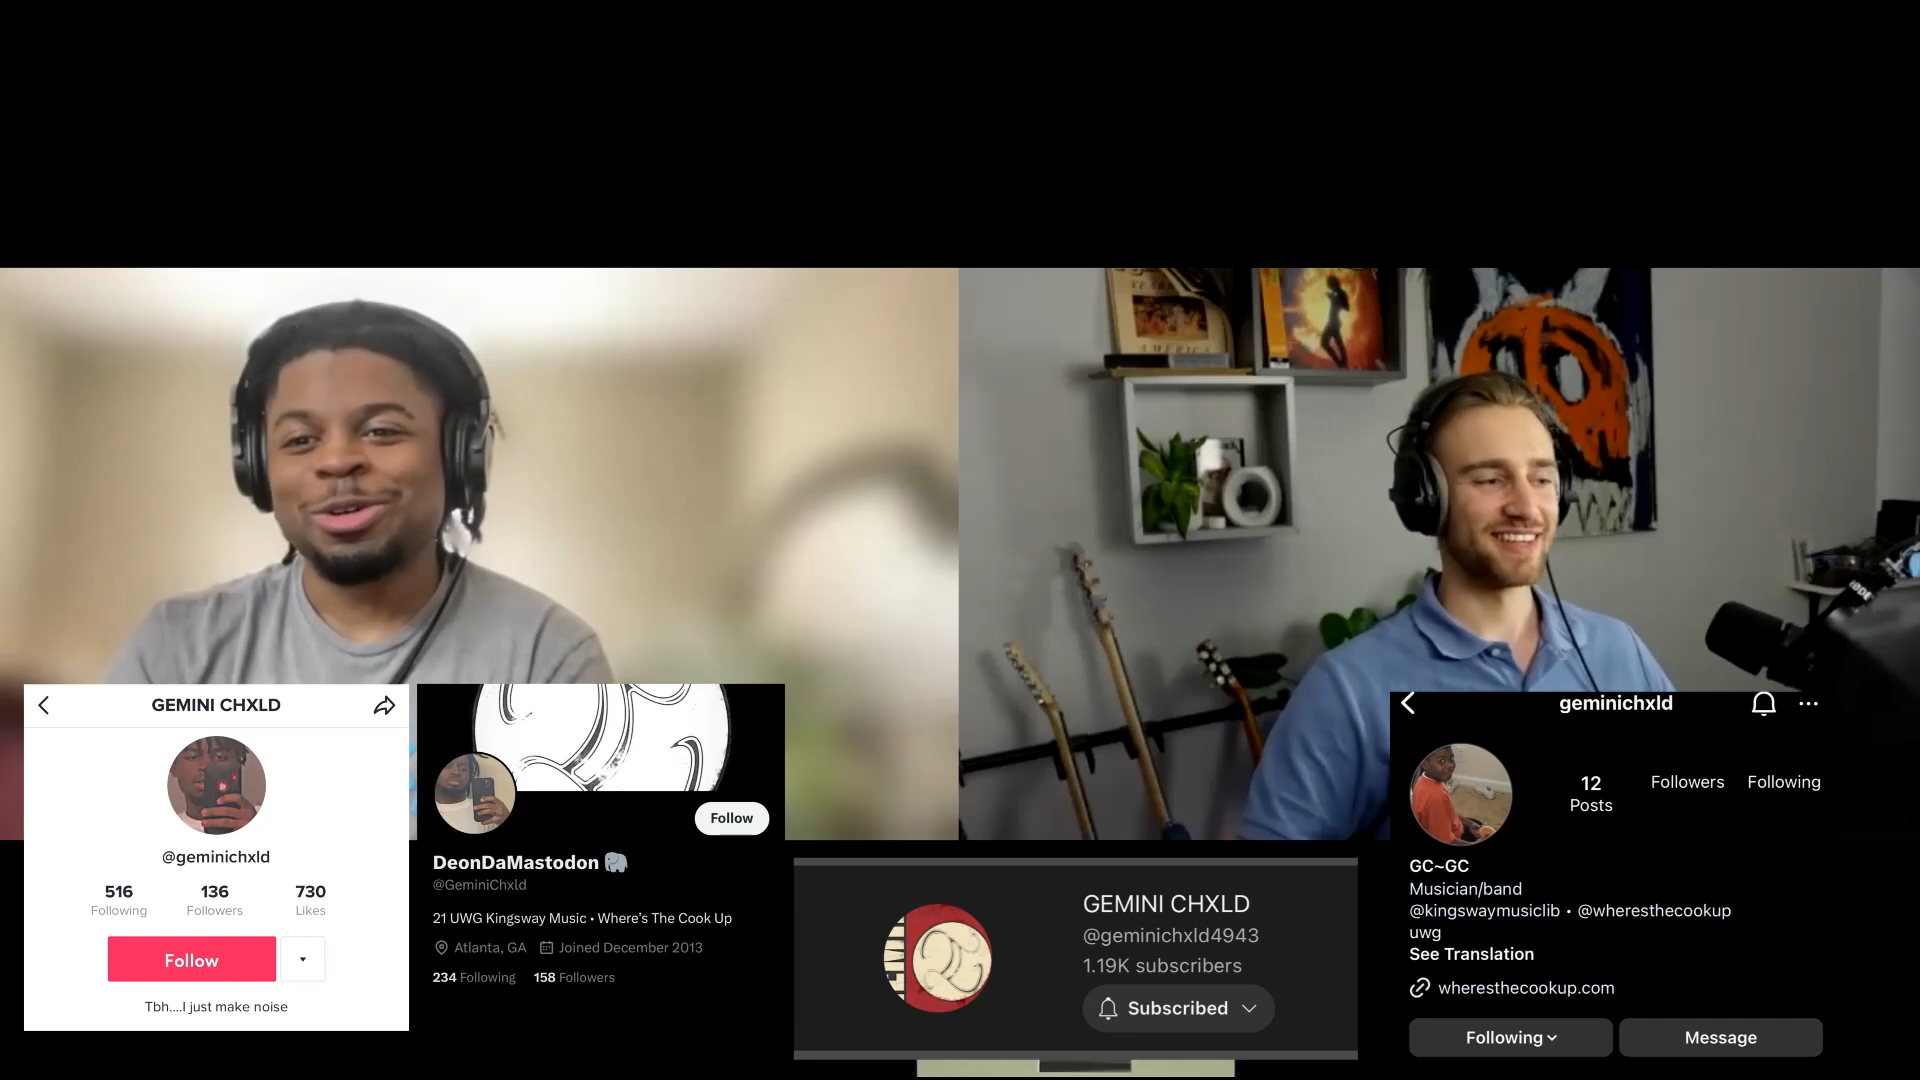 YEARS
AMERICA
RODE
GEMINI CHXLD
@geminichxld
516
136
730
Following
Followers
Likes
Follow
Tbh....I just make noise
Follow
DeonDaMastodon 🐘
@GeminiChxld
21 UWG Kingsway Music • Where's The Cook Up
Atlanta, GA Joined December 2013
234 Following 158 Followers
GEMINI CHXLD
@geminichxld4943
1.19K subscribers
Subscribed
geminichxld
12
Posts
Followers
Following
GC~GC
Musician/band
@kingswaymusiclib • @wheresthecookup
uwg
See Translation
wheresthecookup.com
Following
Message